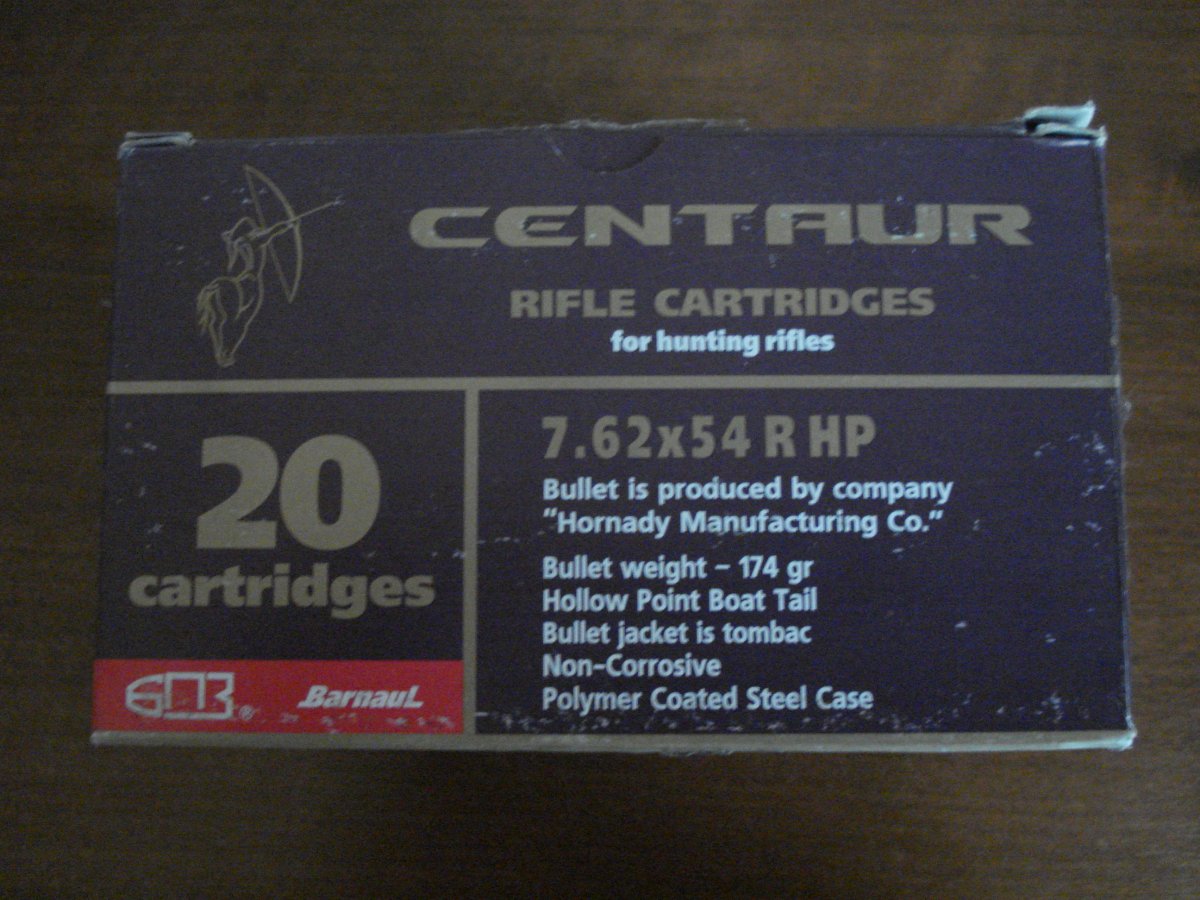 CENTAUR
RIFLE CARTRIDGES
for hunting rifles
20
cartridges
7.62x54 R HP
Bullet is produced by company
"Hornady Manufacturing Co."
Bullet weight – 174 gr
Hollow Point Boat Tail
Bullet jacket is tombac
Non-Corrosive
Polymer Coated Steel Case
®
BarnauL